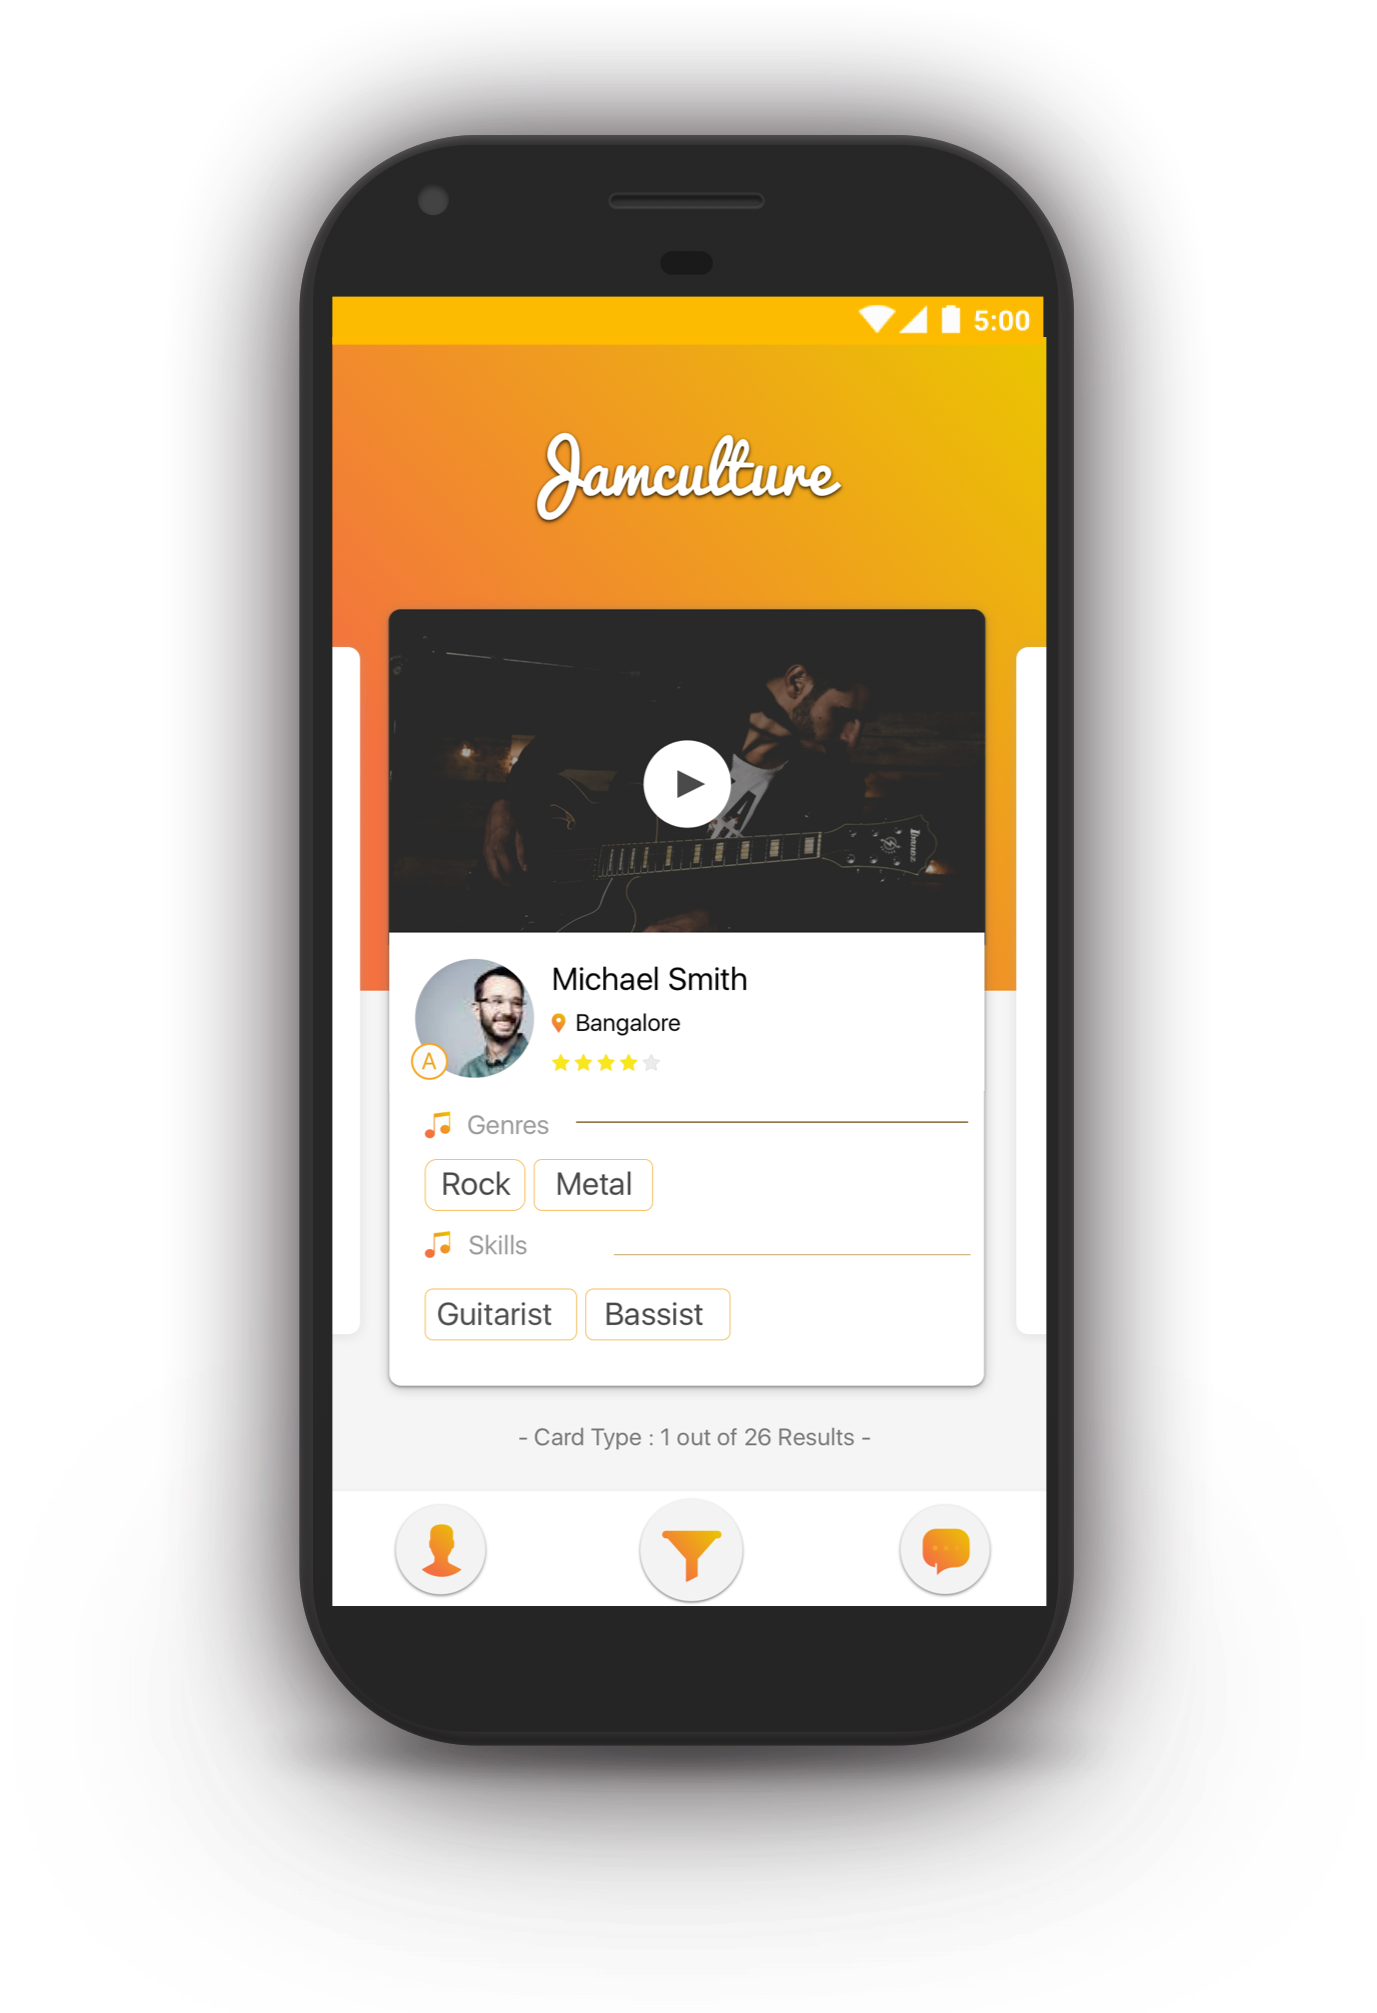 5:00
Jamculture
Ibanez
Michael Smith
Bangalore
A
Genres
Rock Metal
Skills
Guitarist Bassist
- Card Type : 1 out of 26 Results -